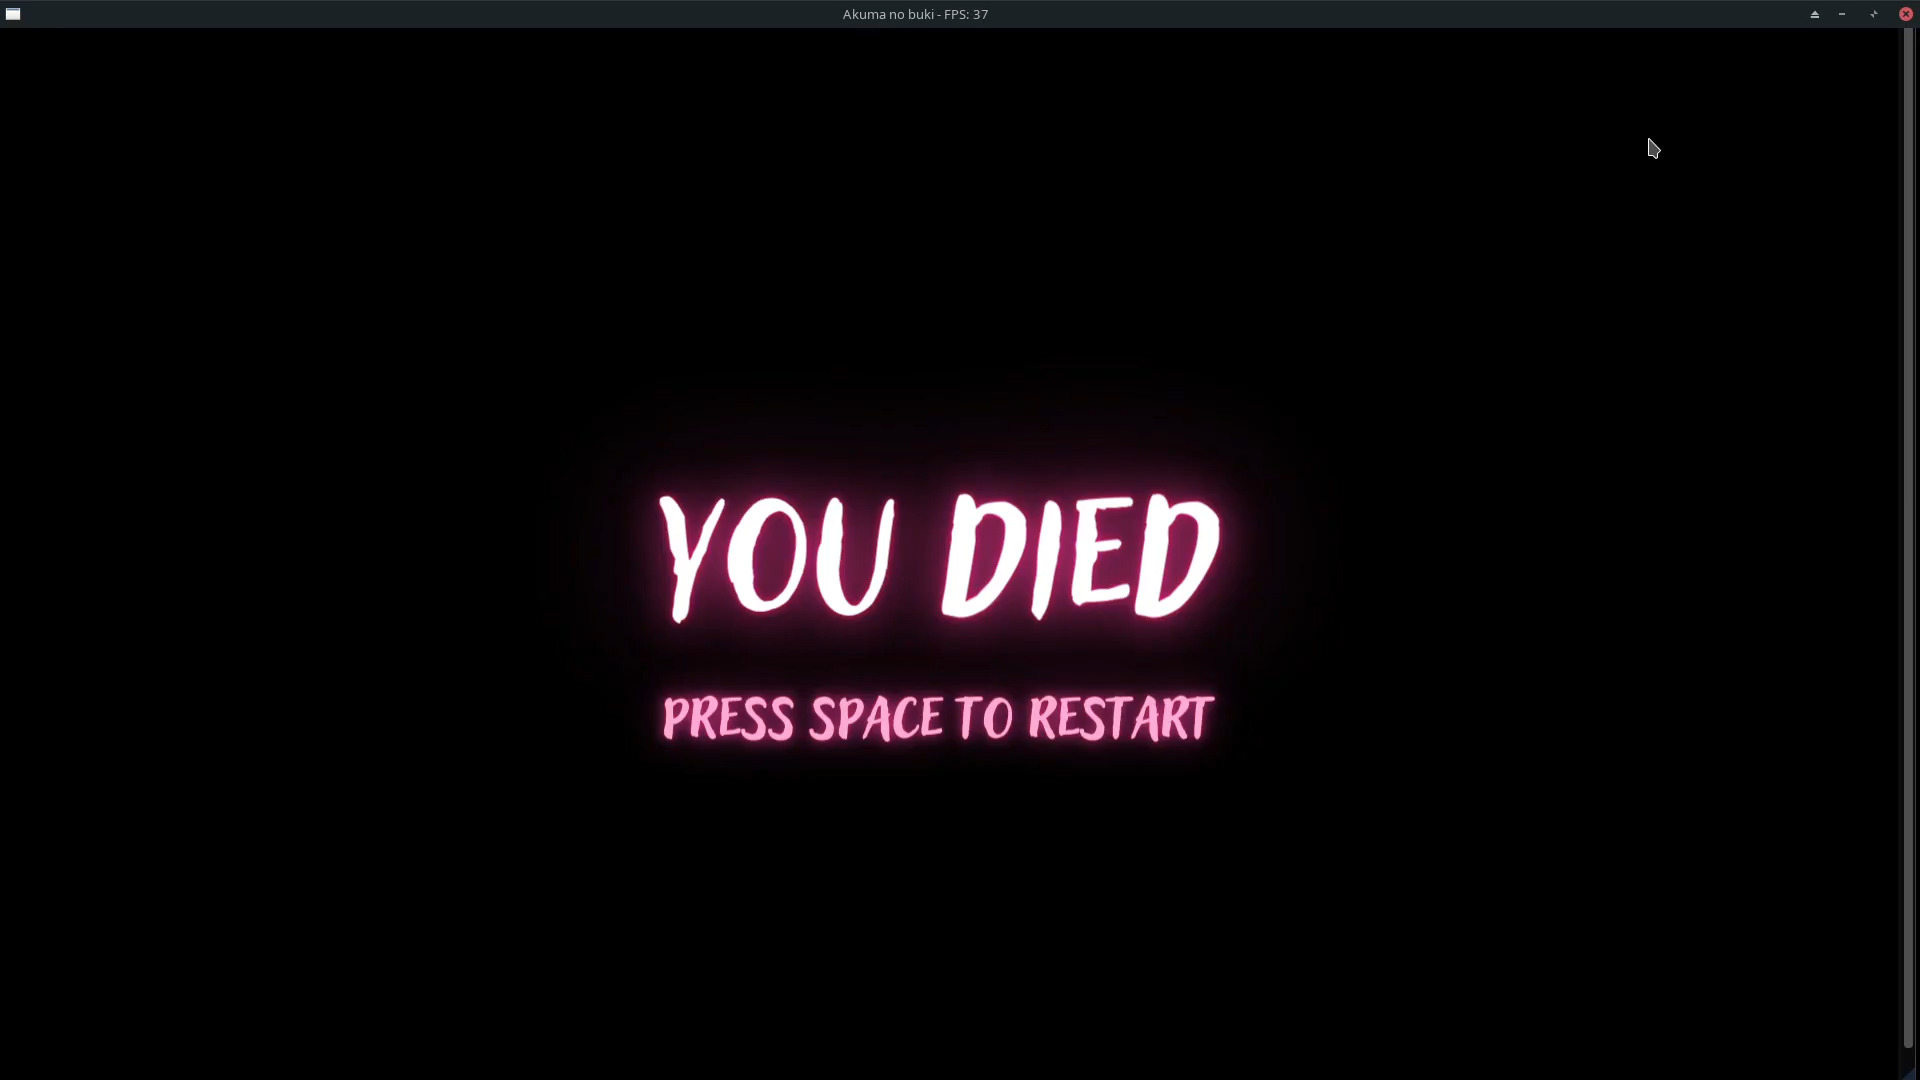 Akuma no buki - FPS: 37
YOU DIED
PRESS SPACE TO RESTART